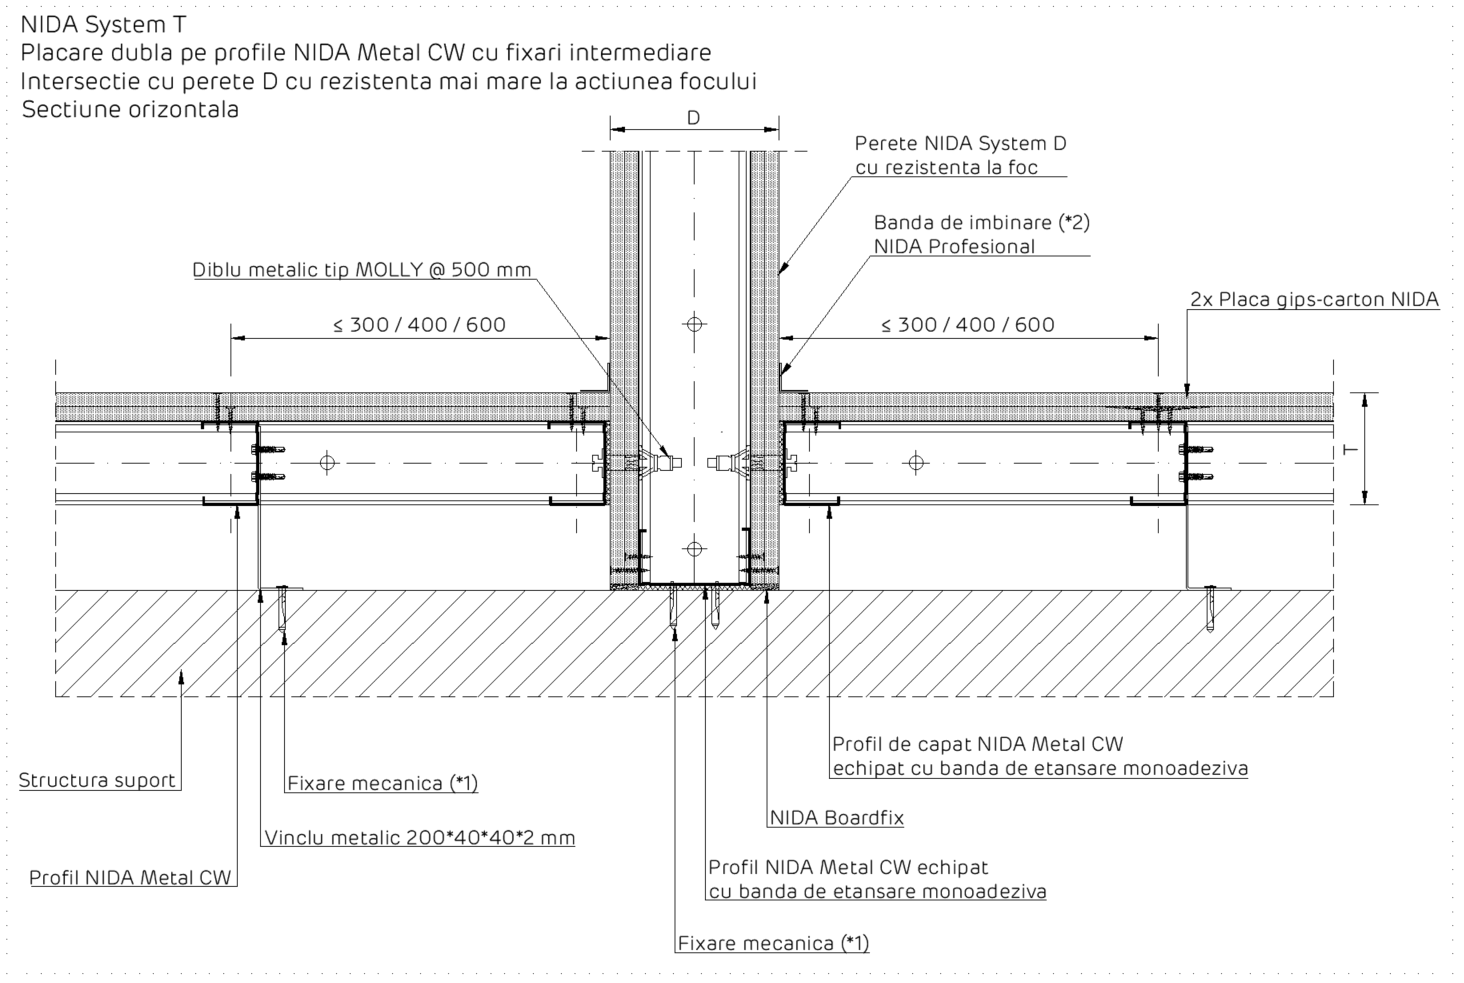 NIDA System T
Placare dubla pe profile NIDA Metal CW cu fixari intermediare
Intersectie cu perete D cu rezistenta mai mare la actiunea focului
Sectiune orizontala
D
Perete NIDA System D
cu rezistenta la foc
Banda de imbinare (*2)
NIDA Profesional
Diblu metalic tip MOLLY @ 500 mm
2x Placa gips-carton NIDA
≤ 300 / 400 / 600
≤ 300 / 400 / 600
T
Profil de capat NIDA Metal CW
echipat cu banda de etansare monoadeziva
Structura suport
Fixare mecanica (*1)
NIDA Boardfix
Vinclu metalic 200*40*40*2 mm
Profil NIDA Metal CW
Profil NIDA Metal CW echipat
cu banda de etansare monoadeziva
Fixare mecanica (*1)